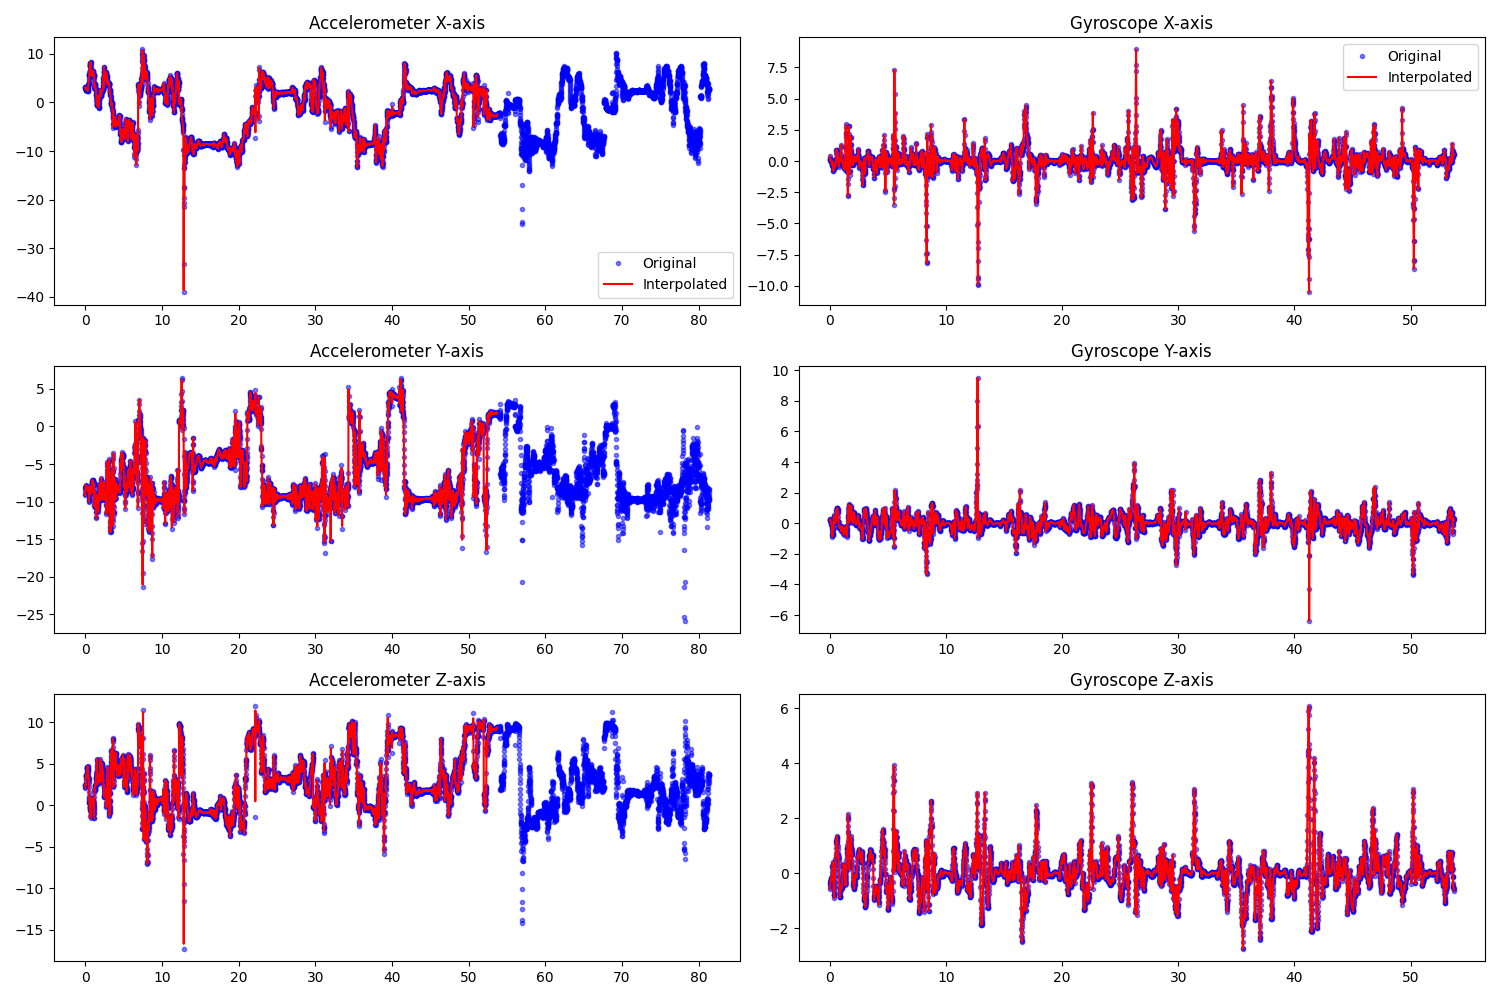 Accelerometer X-axis
10
0
−10
−20
−30
−40
0 10 20 30 40 50 60 70 80
Original
Interpolated
Gyroscope X-axis
7.5
5.0
2.5
0.0
−2.5
−5.0
−7.5
−10.0
0 10 20 30 40 50
Original
Interpolated
Accelerometer Y-axis
5
0
−5
−10
−15
−20
−25
0 10 20 30 40 50 60 70 80
Gyroscope Y-axis
10
8
6
4
2
0
−2
−4
−6
0 10 20 30 40 50
Accelerometer Z-axis
10
5
0
−5
−10
−15
0 10 20 30 40 50 60 70 80
Gyroscope Z-axis
6
4
2
0
−2
0 10 20 30 40 50